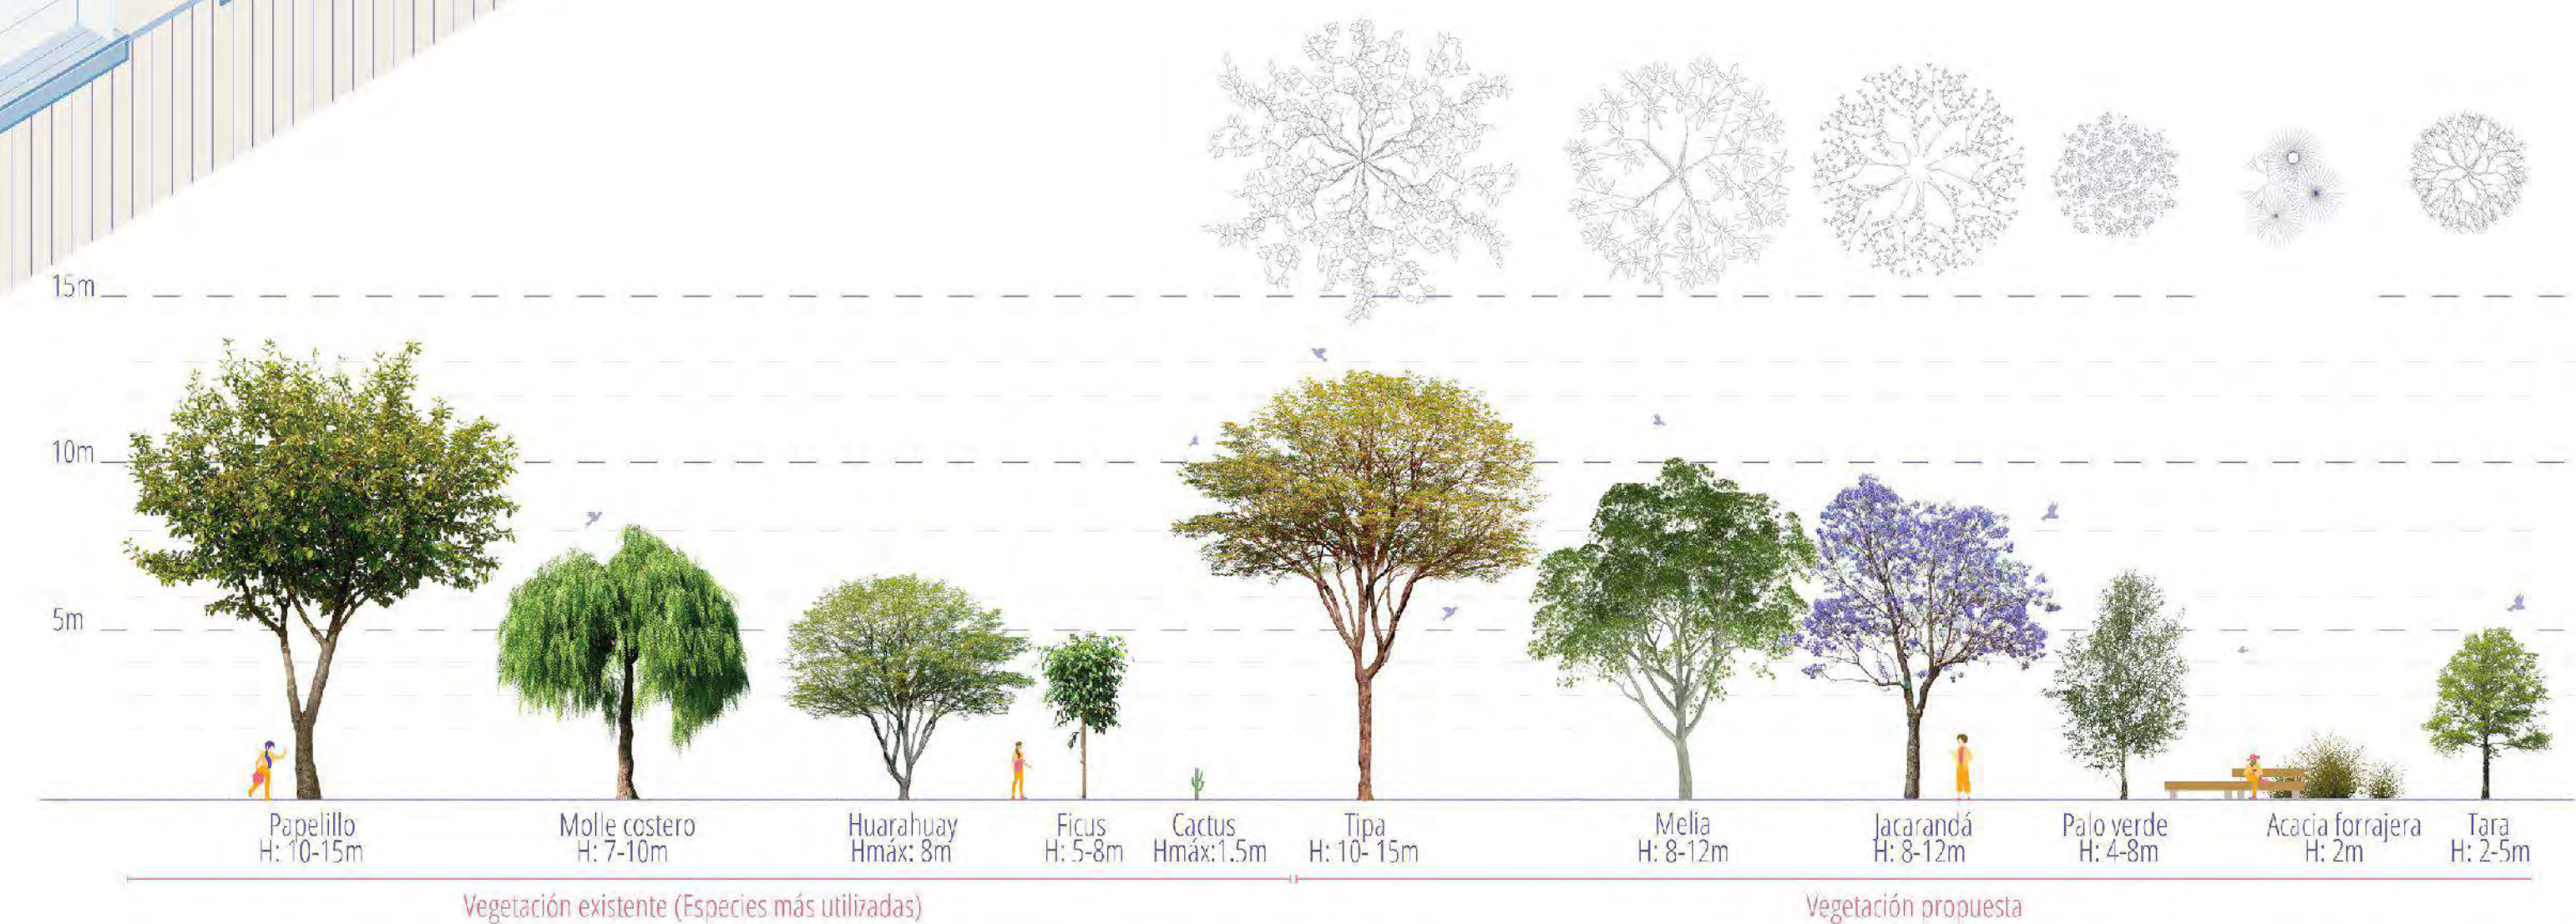 15m
10m
5m
Papelillo
H: 10-15m
Molle costero
H: 7-10m
Huarahuay
Hmáx: 8m
Ficus
H: 5-8m
Cactus
Hmáx:1.5m
Tipa
H: 10- 15m
Melia
H: 8-12m
Jacarandá
H: 8-12m
Palo verde
H: 4-8m
Acacia forrajera
H: 2m
Tara
H: 2-5m
Vegetación existente (Especies más utilizadas)
Vegetación propuesta